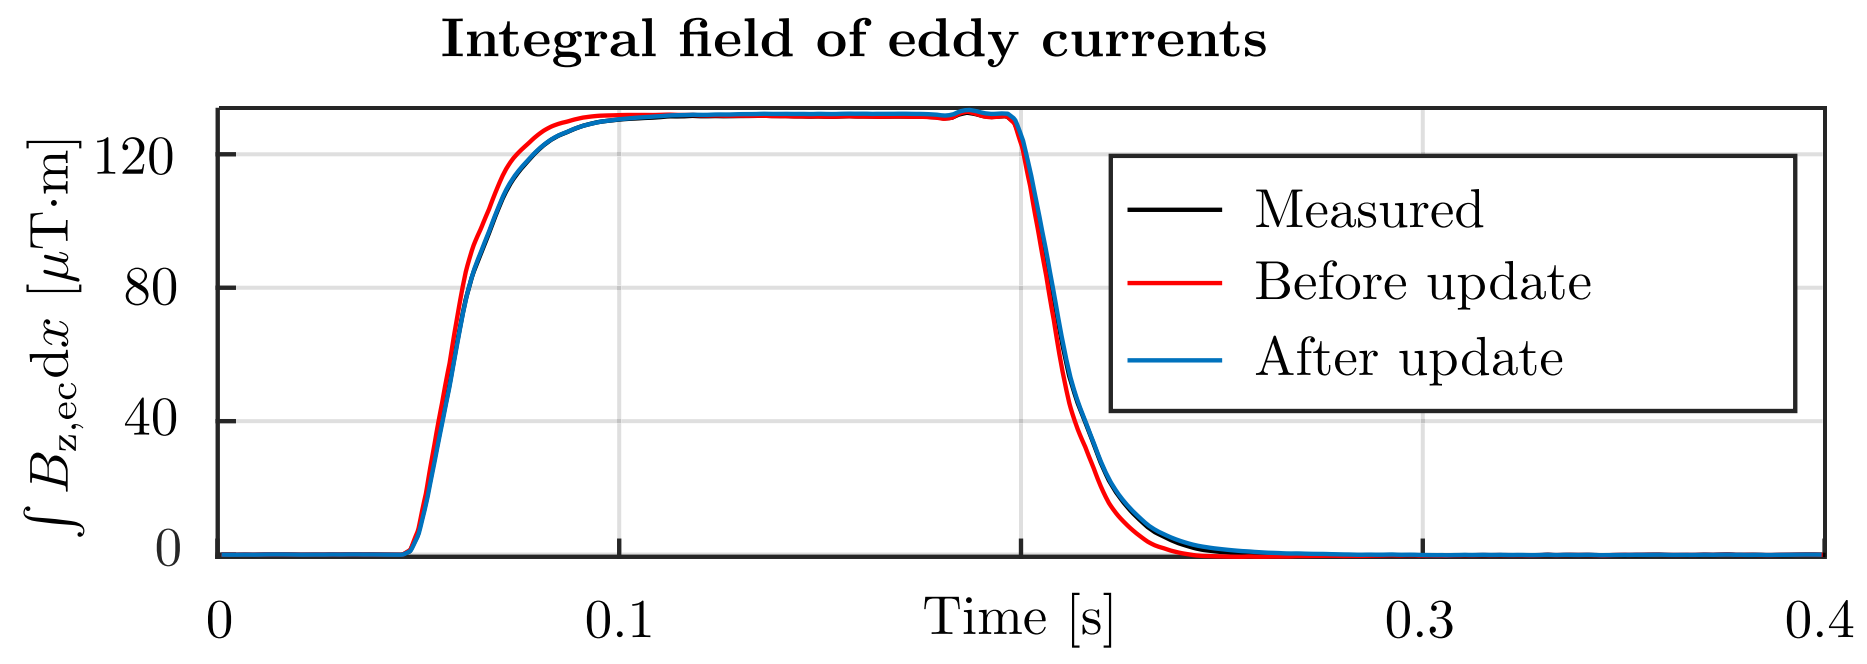 Integral field of eddy currents
∫ B_{z,ec}dx [μT·m]
120
80
40
0
Measured
Before update
After update
0
0.1
Time [s]
0.3
0.4